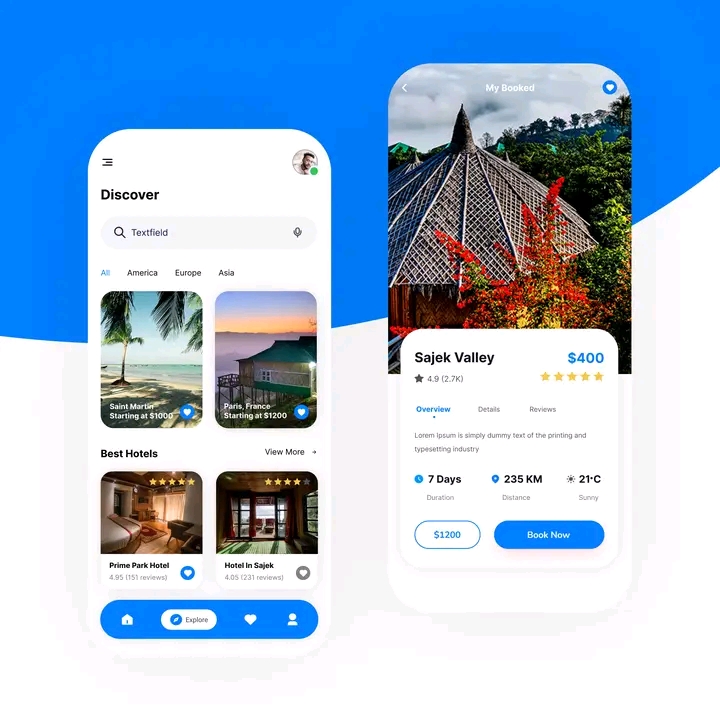 Discover
Textfield
All America Europe Asia
Saint Martin
Starting at $1000
Paris, France
Starting at $1200
Best Hotels View More
Prime Park Hotel
4.95 (151 reviews)
Hotel In Sajek
4.05 (231 reviews)
Explore
My Booked
Sajek Valley $400
4.9 (2.7K)
Overview Details Reviews
Lorem Ipsum is simply dummy text of the printing and
typesetting industry
7 Days 235 KM 21°C
Duration Distance Sunny
$1200 Book Now